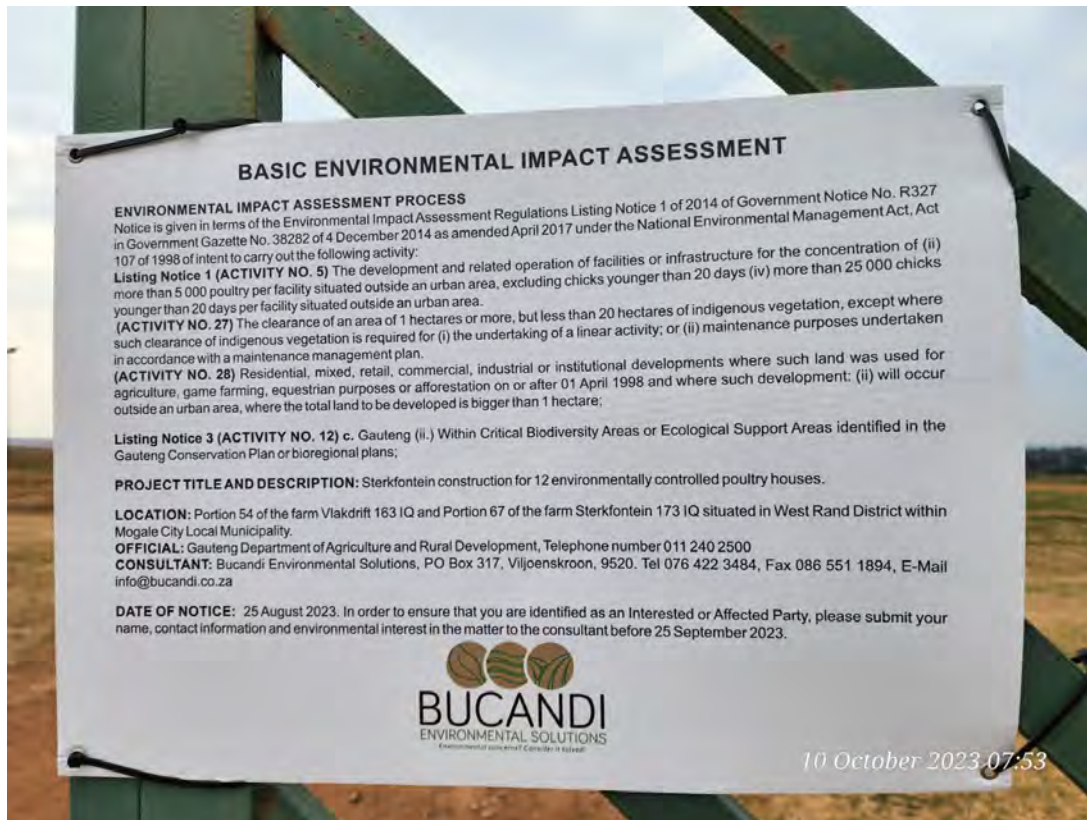 BASIC ENVIRONMENTAL IMPACT ASSESSMENT
ENVIRONMENTAL IMPACT ASSESSMENT PROCESS
Notice is given in terms of the Environmental Impact Assessment Regulations Listing Notice 1 of 2014 of Government Notice No. R327
in Government Gazette No. 38282 of 4 December 2014 as amended April 2017 under the National Environmental Management Act, Act
107 of 1998 of intent to carry out the following activity:
Listing Notice 1 (ACTIVITY NO. 5) The development and related operation of facilities or infrastructure for the concentration of (ii)
more than 5 000 poultry per facility situated outside an urban area, excluding chicks younger than 20 days (iv) more than 25 000 chicks
younger than 20 days per facility situated outside an urban area.
(ACTIVITY NO. 27) The clearance of an area of 1 hectares or more, but less than 20 hectares of indigenous vegetation, except where
such clearance of indigenous vegetation is required for (i) the undertaking of a linear activity; or (ii) maintenance purposes undertaken
in accordance with a maintenance management plan.
(ACTIVITY NO. 28) Residential, mixed, retail, commercial, industrial or institutional developments where such land was used for
agriculture, game farming, equestrian purposes or afforestation on or after 01 April 1998 and where such development: (ii) will occur
outside an urban area, where the total land to be developed is bigger than 1 hectare;
Listing Notice 3 (ACTIVITY NO. 12) c. Gauteng (ii.) Within Critical Biodiversity Areas or Ecological Support Areas identified in the
Gauteng Conservation Plan or bioregional plans;
PROJECT TITLE AND DESCRIPTION: Sterkfontein construction for 12 environmentally controlled poultry houses.
LOCATION: Portion 54 of the farm Vlakdrift 163 IQ and Portion 67 of the farm Sterkfontein 173 IQ situated in West Rand District within
Mogale City Local Municipality.
OFFICIAL: Gauteng Department of Agriculture and Rural Development, Telephone number 011 240 2500
CONSULTANT: Bucandi Environmental Solutions, PO Box 317, Viljoenskroon, 9520. Tel 076 422 3484, Fax 086 551 1894, E-Mail
info@bucandi.co.za
DATE OF NOTICE: 25 August 2023. In order to ensure that you are identified as an Interested or Affected Party, please submit your
name, contact information and environmental interest in the matter to the consultant before 25 September 2023.
BUCANDI
ENVIRONMENTAL SOLUTIONS
Environmental concerns? Consider it solved!
10 October 2023 07:53